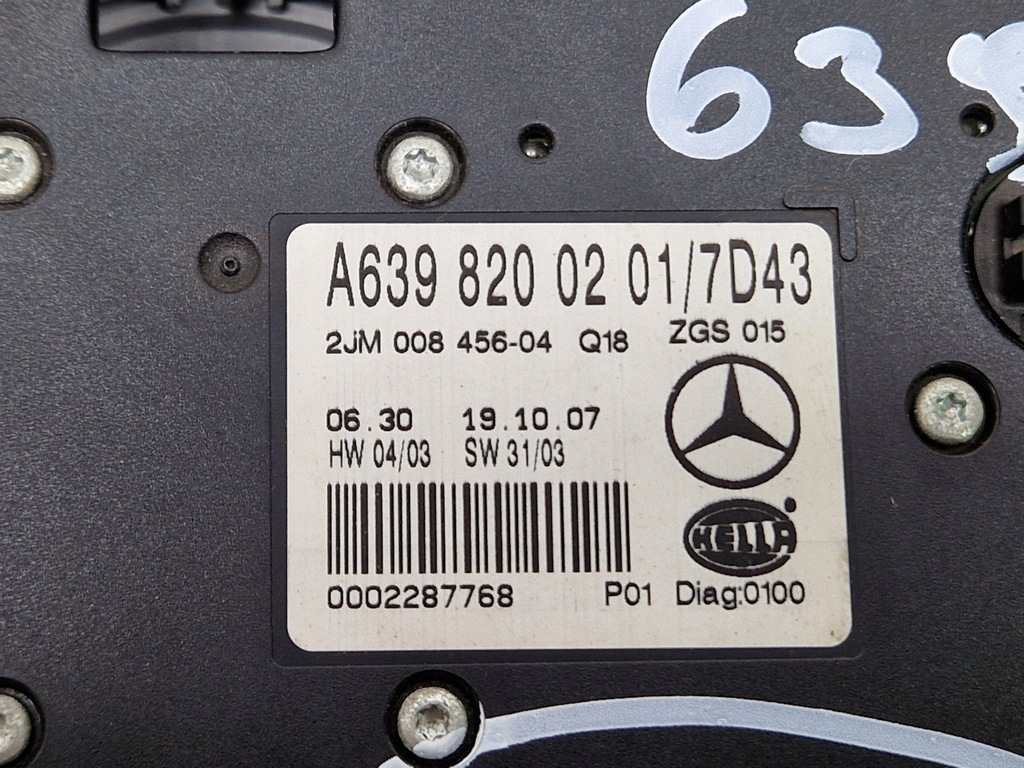 639
A639 820 02 01/7D43
2JM 008 456-04 Q18 ZGS 015
06.30 19.10.07
HW 04/03 SW 31/03
HELLA
0002287768 P01 Diag:0100